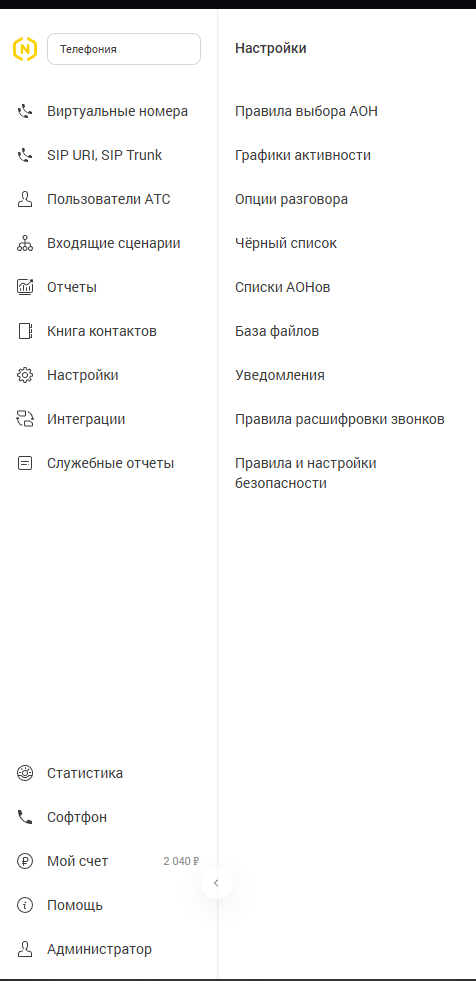 Телефония
Виртуальные номера
SIP URI, SIP Trunk
Пользователи АТС
Входящие сценарии
Отчеты
Книга контактов
Настройки
Интеграции
Служебные отчеты
Статистика
Софтфон
Мой счет 2 040 ₽
Помощь
Администратор
Настройки
Правила выбора АОН
Графики активности
Опции разговора
Чёрный список
Списки АОНов
База файлов
Уведомления
Правила расшифровки звонков
Правила и настройки
безопасности